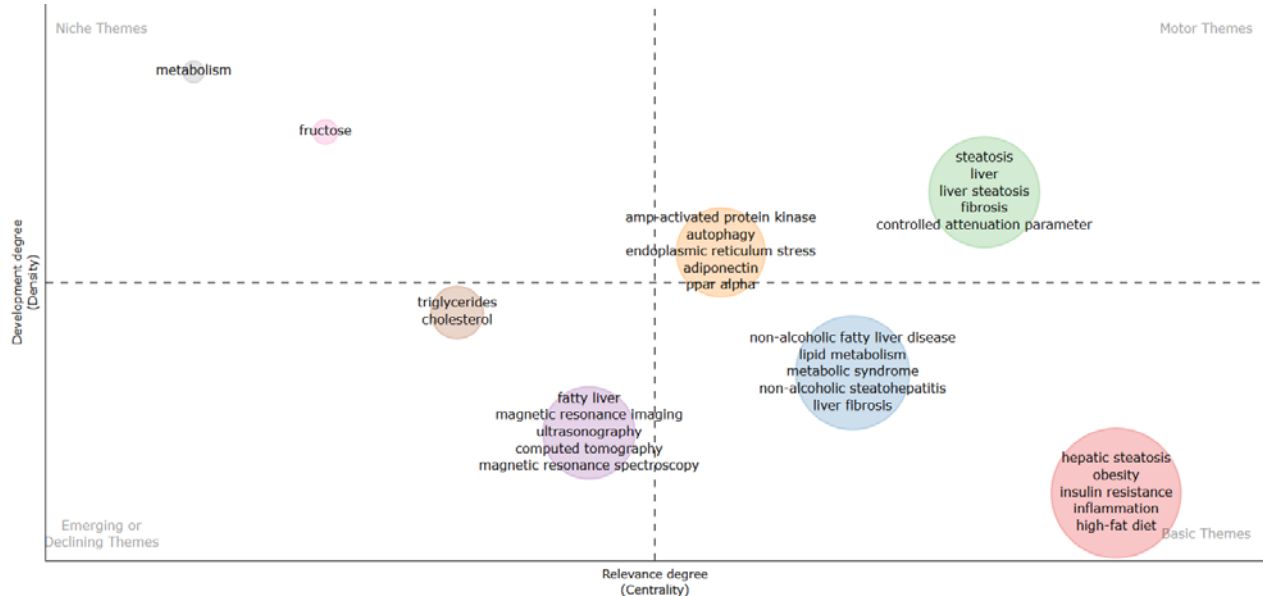 Niche Themes
Motor Themes
metabolism
fructose
steatosis
liver
liver steatosis
fibrosis
controlled attenuation parameter
amp-activated protein kinase
autophagy
endoplasmic reticulum stress
adiponectin
ppar alpha
Development degree
(Density)
triglycerides
cholesterol
non-alcoholic fatty liver disease
lipid metabolism
metabolic syndrome
non-alcoholic steatohepatitis
liver fibrosis
fatty liver
magnetic resonance imaging
ultrasonography
computed tomography
magnetic resonance spectroscopy
hepatic steatosis
obesity
insulin resistance
inflammation
high-fat diet
Emerging or
Declining Themes
Basic Themes
Relevance degree
(Centrality)